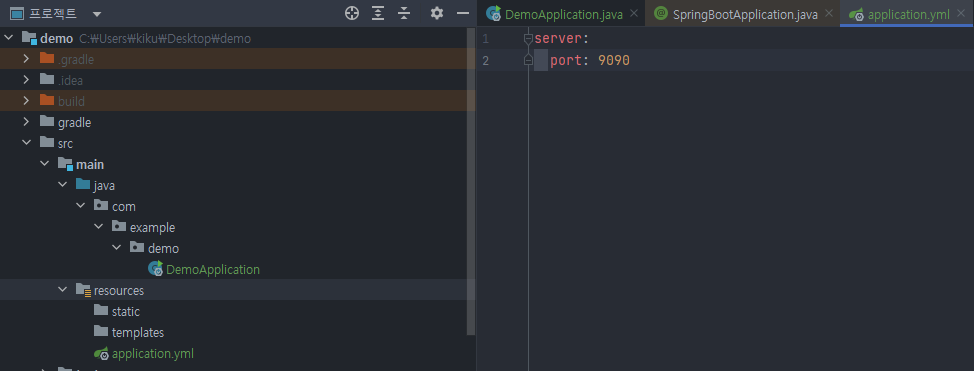 프로젝트
demo C:₩Users₩kiku₩Desktop₩demo
.gradle
.idea
build
gradle
src
main
java
com
example
demo
DemoApplication
resources
static
templates
application.yml
DemoApplication.java
SpringBootApplication.java
application.yml
1 server:
2 port: 9090